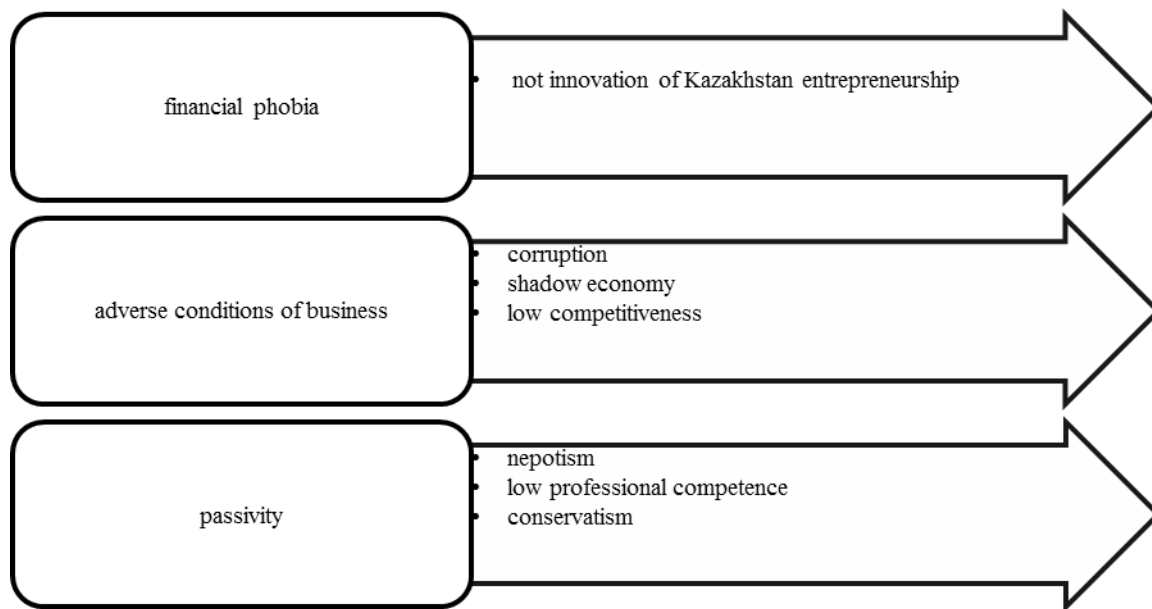 financial phobia
• not innovation of Kazakhstan entrepreneurship
adverse conditions of business
• corruption
• shadow economy
• low competitiveness
passivity
• nepotism
• low professional competence
• conservatism